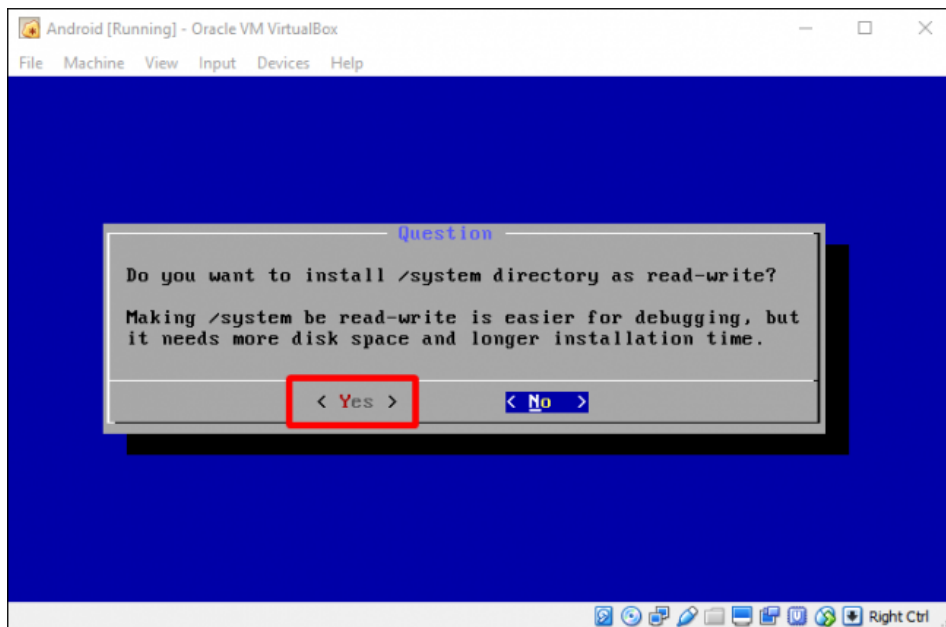 Android [Running] - Oracle VM VirtualBox
File Machine View Input Devices Help
Question
Do you want to install /system directory as read-write?
Making /system be read-write is easier for debugging, but
it needs more disk space and longer installation time.
< Yes > < No >
Right Ctrl